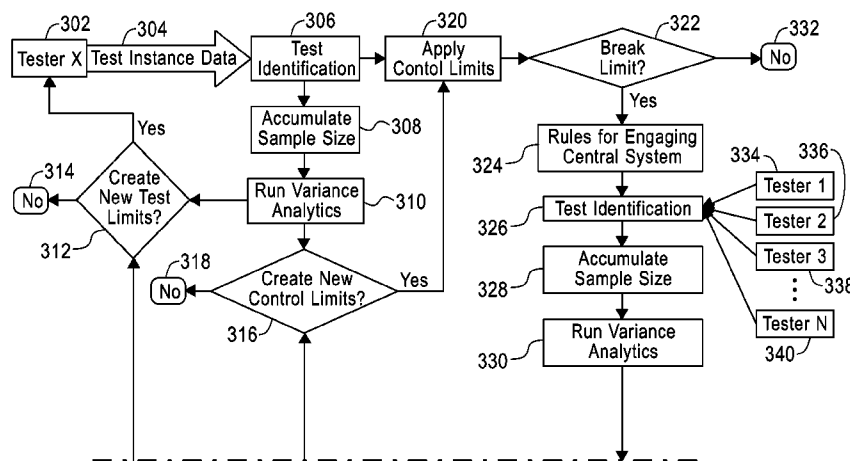 302
304
306
320
322
332
Tester X
Test Instance Data
Test
Identification
Apply
Contol Limits
Break
Limit?
No
Yes
Accumulate
Sample Size
308
Yes
Rules for Engaging
Central System
324
334
336
314
No
Create
New Test
Limits?
312
Run Variance
Analytics
310
Test Identification
326
Tester 1
Tester 2
Tester 3
338
318
No
Create New
Control Limits?
Yes
316
Accumulate
Sample Size
328
Tester N
340
Run Variance
Analytics
330